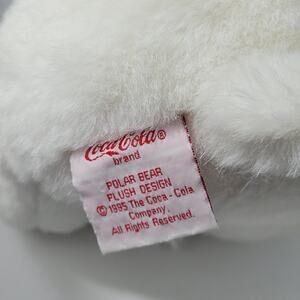 Coca-Cola®
brand
POLAR BEAR
PLUSH DESIGN
© 1995 The Coca - Cola
Company.
All Rights Reserved.